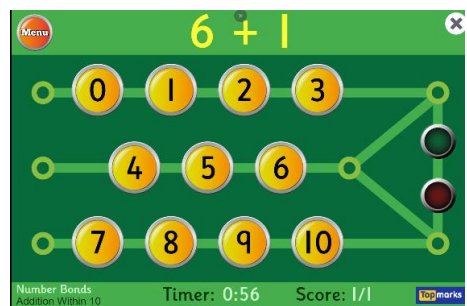 Menu
6 + 1
0 1 2 3
4 5 6
7 8 9 10
Number Bonds
Addition Within 10
Timer: 0:56
Score: 1/1
Topmarks